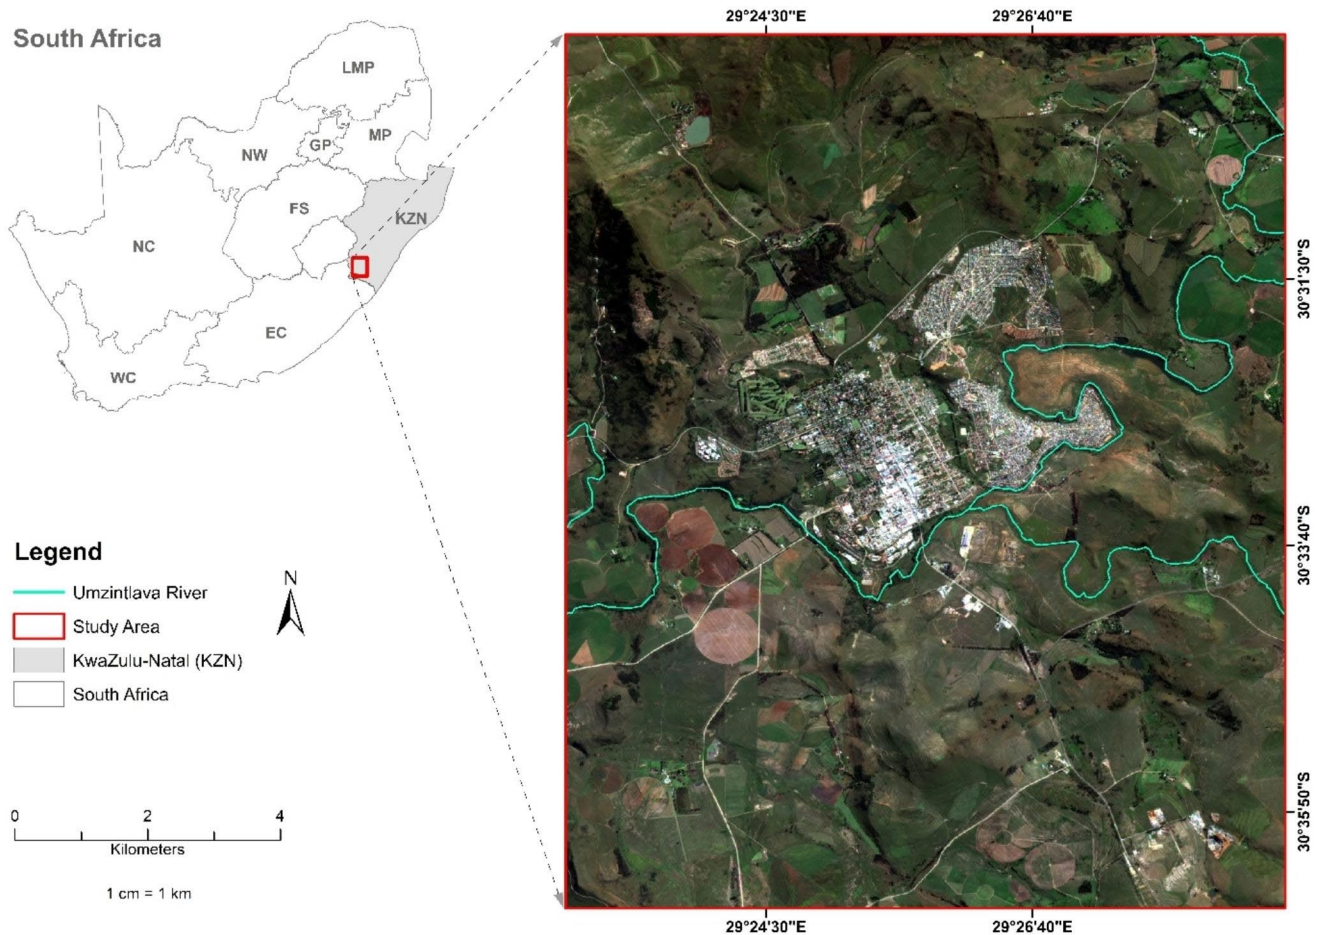 29°24'30"E
29°26'40"E
South Africa
LMP
MP
GP
NW
FS
KZN
NC
EC
WC
30°31'30"S
30°33'40"S
30°35'50"S
Legend
Umzintlava River
Study Area
KwaZulu-Natal (KZN)
South Africa
N
0 2 4
Kilometers
1 cm = 1 km
29°24'30"E
29°26'40"E